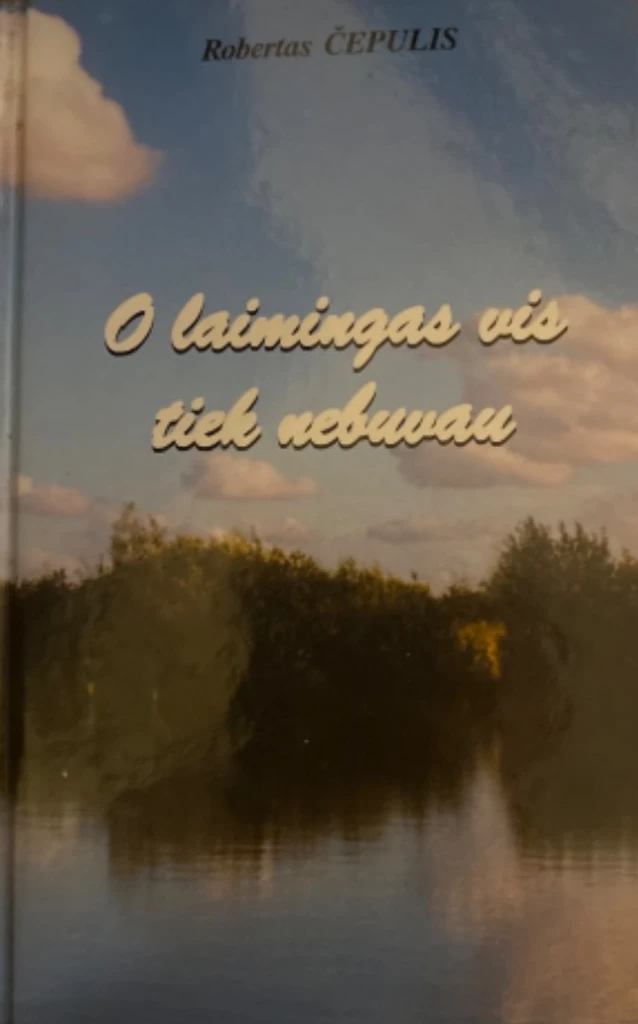 Robertas ČEPULIS
O laimingas vis
tiek nebuvau